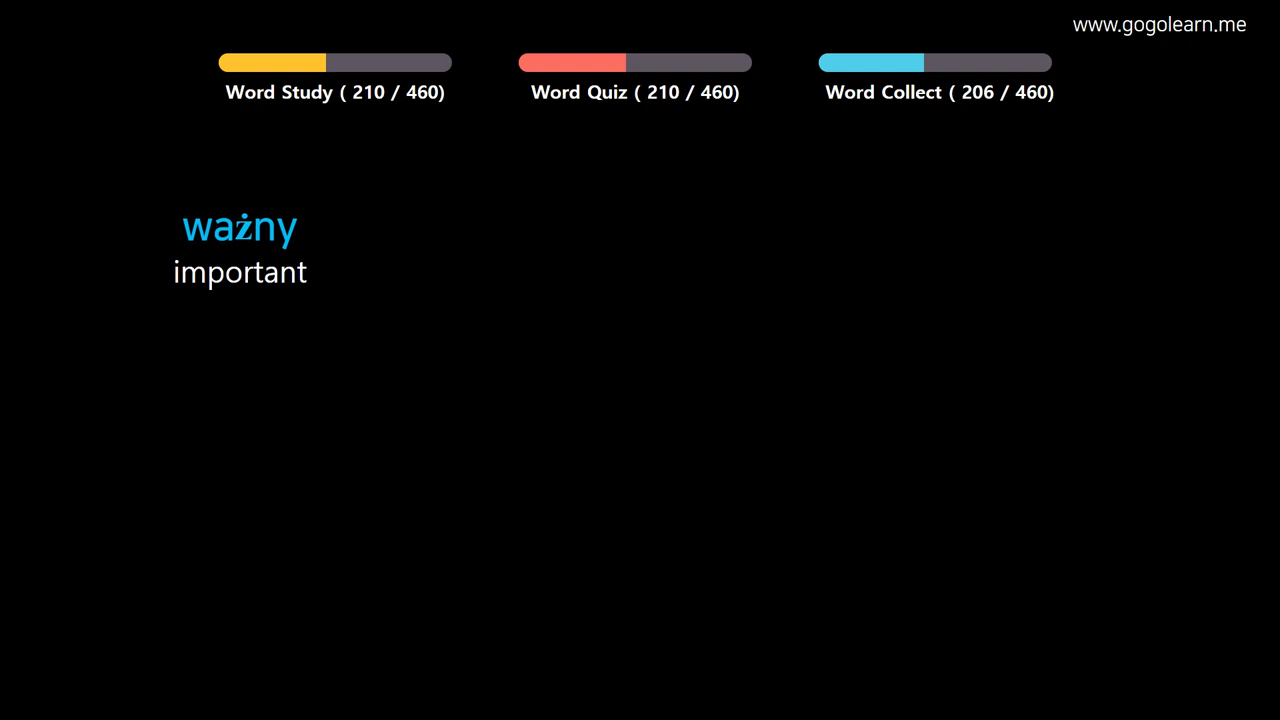 www.gogolearn.me
Word Study ( 210 / 460)
Word Quiz ( 210 / 460)
Word Collect ( 206 / 460)
ważny
important